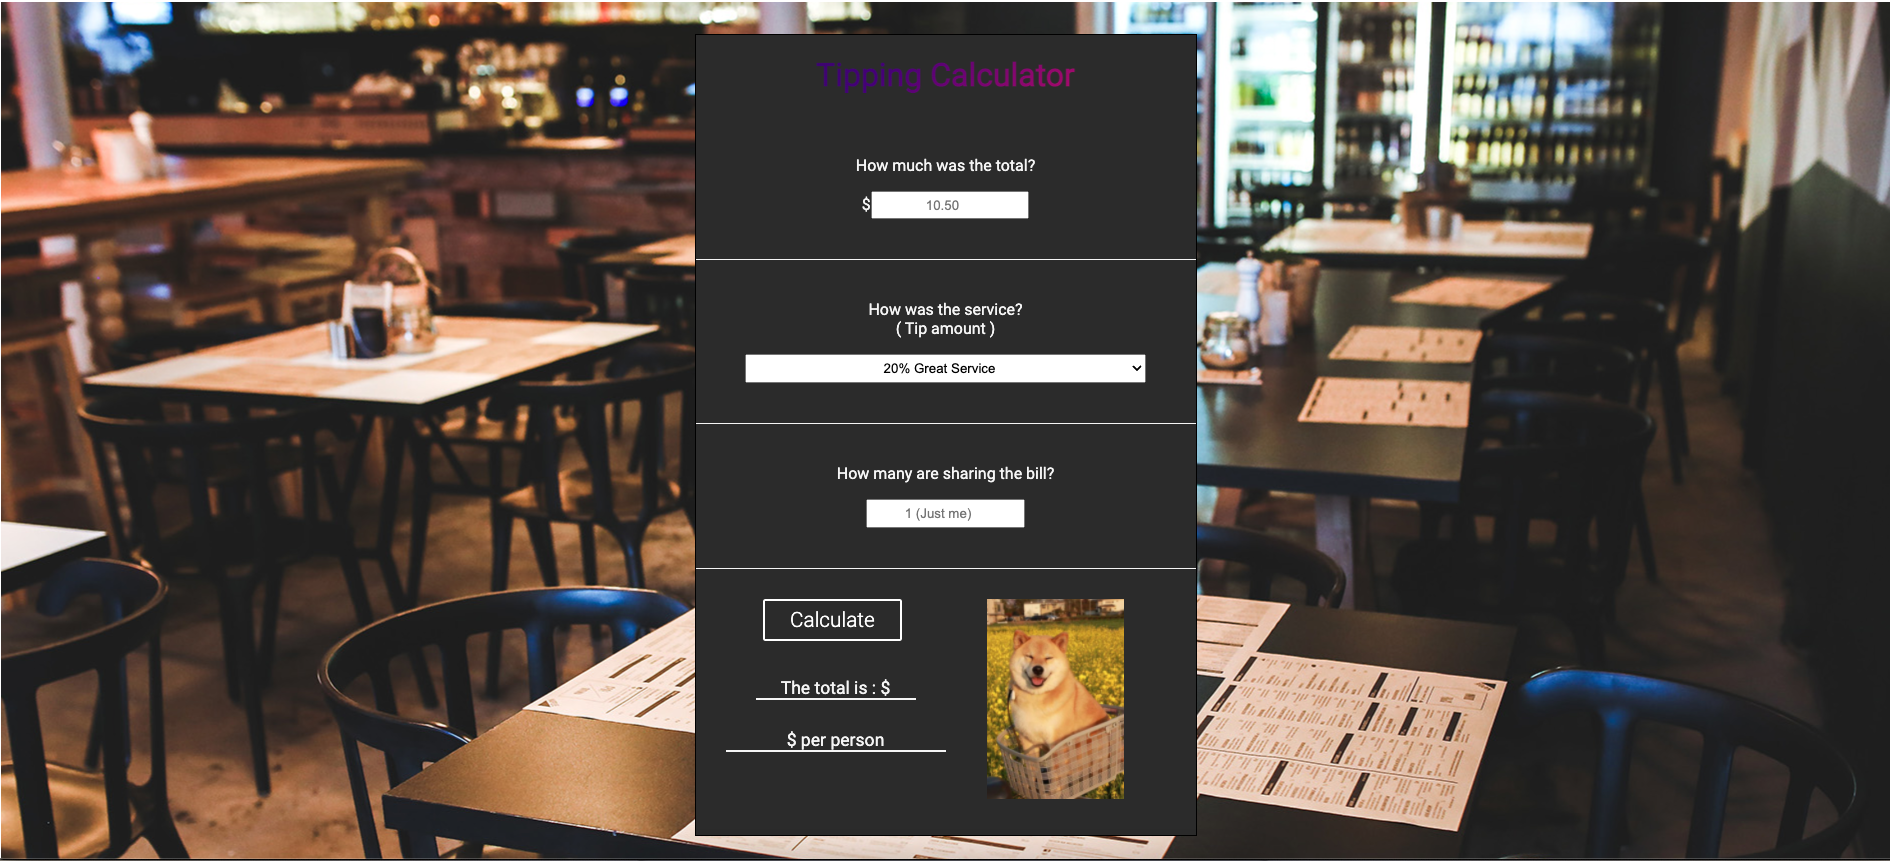 Tipping Calculator
How much was the total?
$ 10.50
How was the service?
( Tip amount )
20% Great Service
How many are sharing the bill?
1 (Just me)
Calculate
The total is : $
$ per person